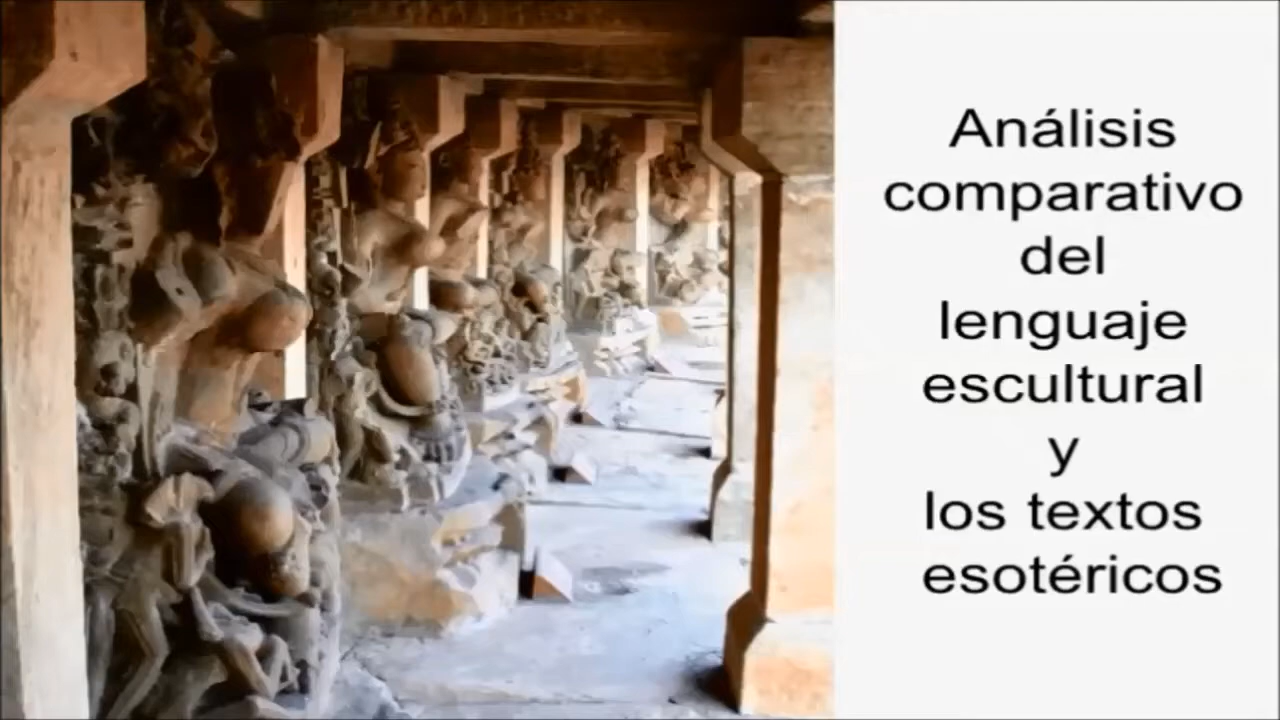 Análisis
comparativo
del
lenguaje
escultural
y
los textos
esotéricos